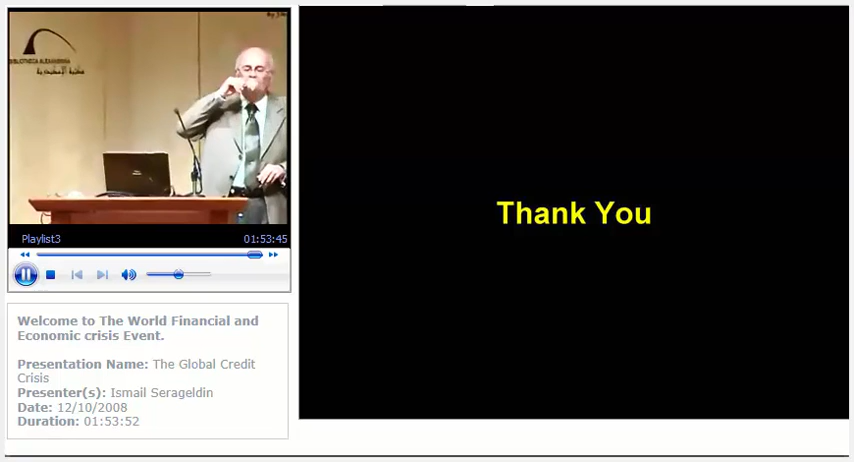 BIBLIOTHECA ALEXANDRINA
مكتبة الإسكندرية
Playlist3 01:53:45
Thank You
Welcome to The World Financial and
Economic crisis Event.
Presentation Name: The Global Credit
Crisis
Presenter(s): Ismail Serageldin
Date: 12/10/2008
Duration: 01:53:52